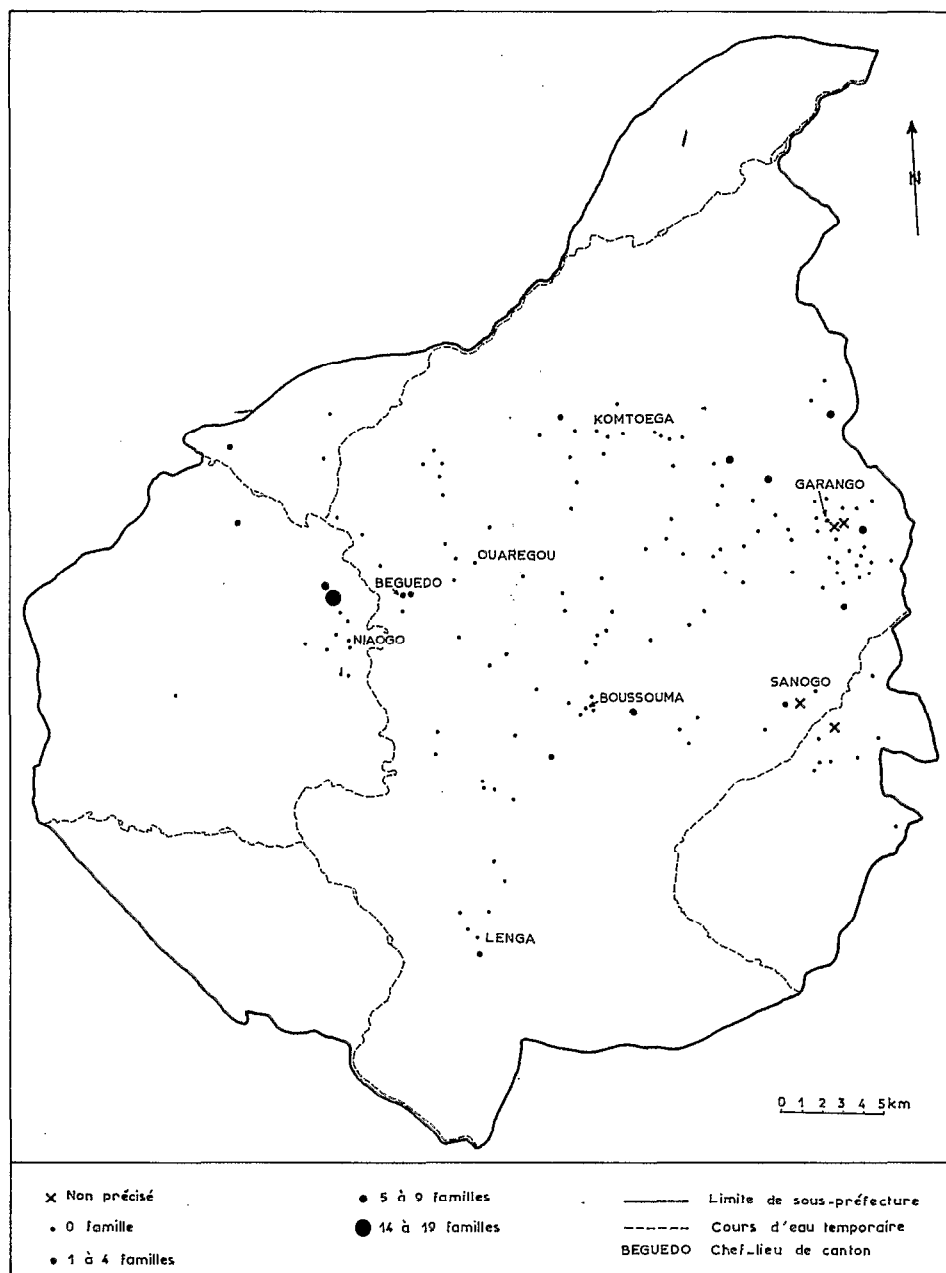 N
KOMTOEGA
GARANGO
OUAREGOU
BEGUEDO
NIAOGO
SANOGO
BOUSSOUMA
LENGA
0 1 2 3 4 5 km
Non précisé
0 famille
1 à 4 familles
5 à 9 familles
14 à 19 familles
Limite de sous-préfecture
Cours d'eau temporaire
BEGUEDO Chef-lieu de canton